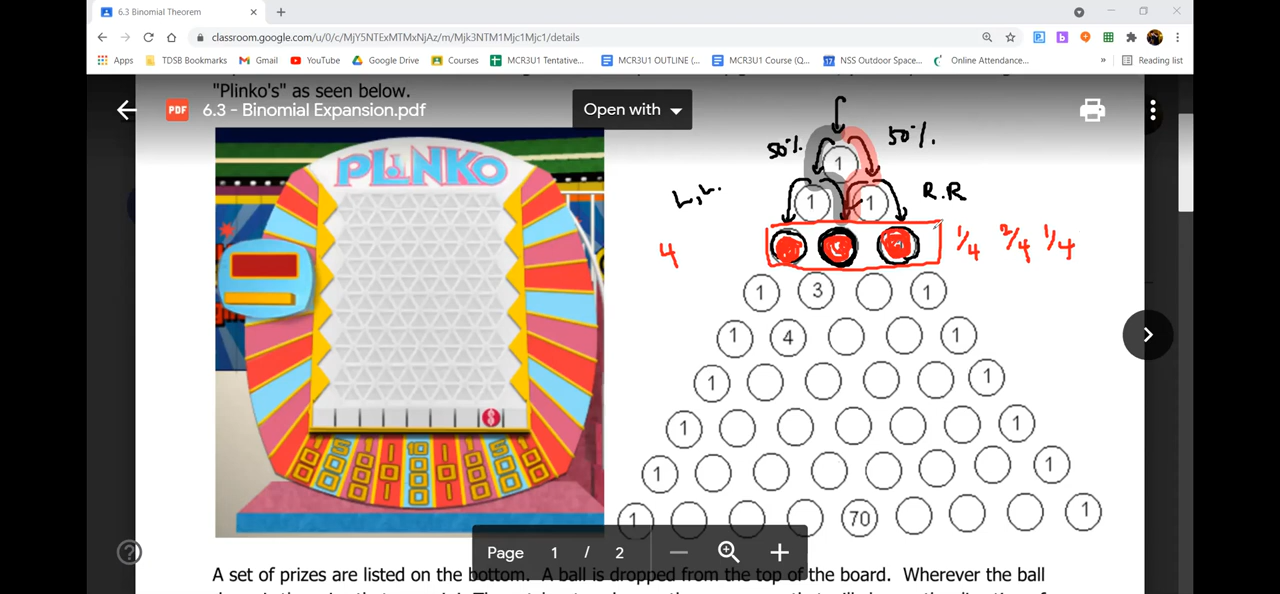 6.3 Binomial Theorem
classroom.google.com/u/0/c/MjY5NTExMTMxNjAz/m/Mjk3NTM1Mjc1Mjc1/details
Apps TDSB Bookmarks Gmail YouTube Google Drive Courses MCR3U1 Tentative... MCR3U1 OUTLINE (... MCR3U1 Course (Q... NSS Outdoor Space... Online Attendance... » Reading list
"Plinko's" as seen below.
PDF 6.3 - Binomial Expansion.pdf
Open with
PLINKO
50% 50%
1
L, L. 1 1 R.R
4 1/4 2/4 1/4
1 3 1
1 4 1
1 1
1 1
1 1
1 70 1
Page 1 / 2
A set of prizes are listed on the bottom. A ball is dropped from the top of the board. Wherever the ball